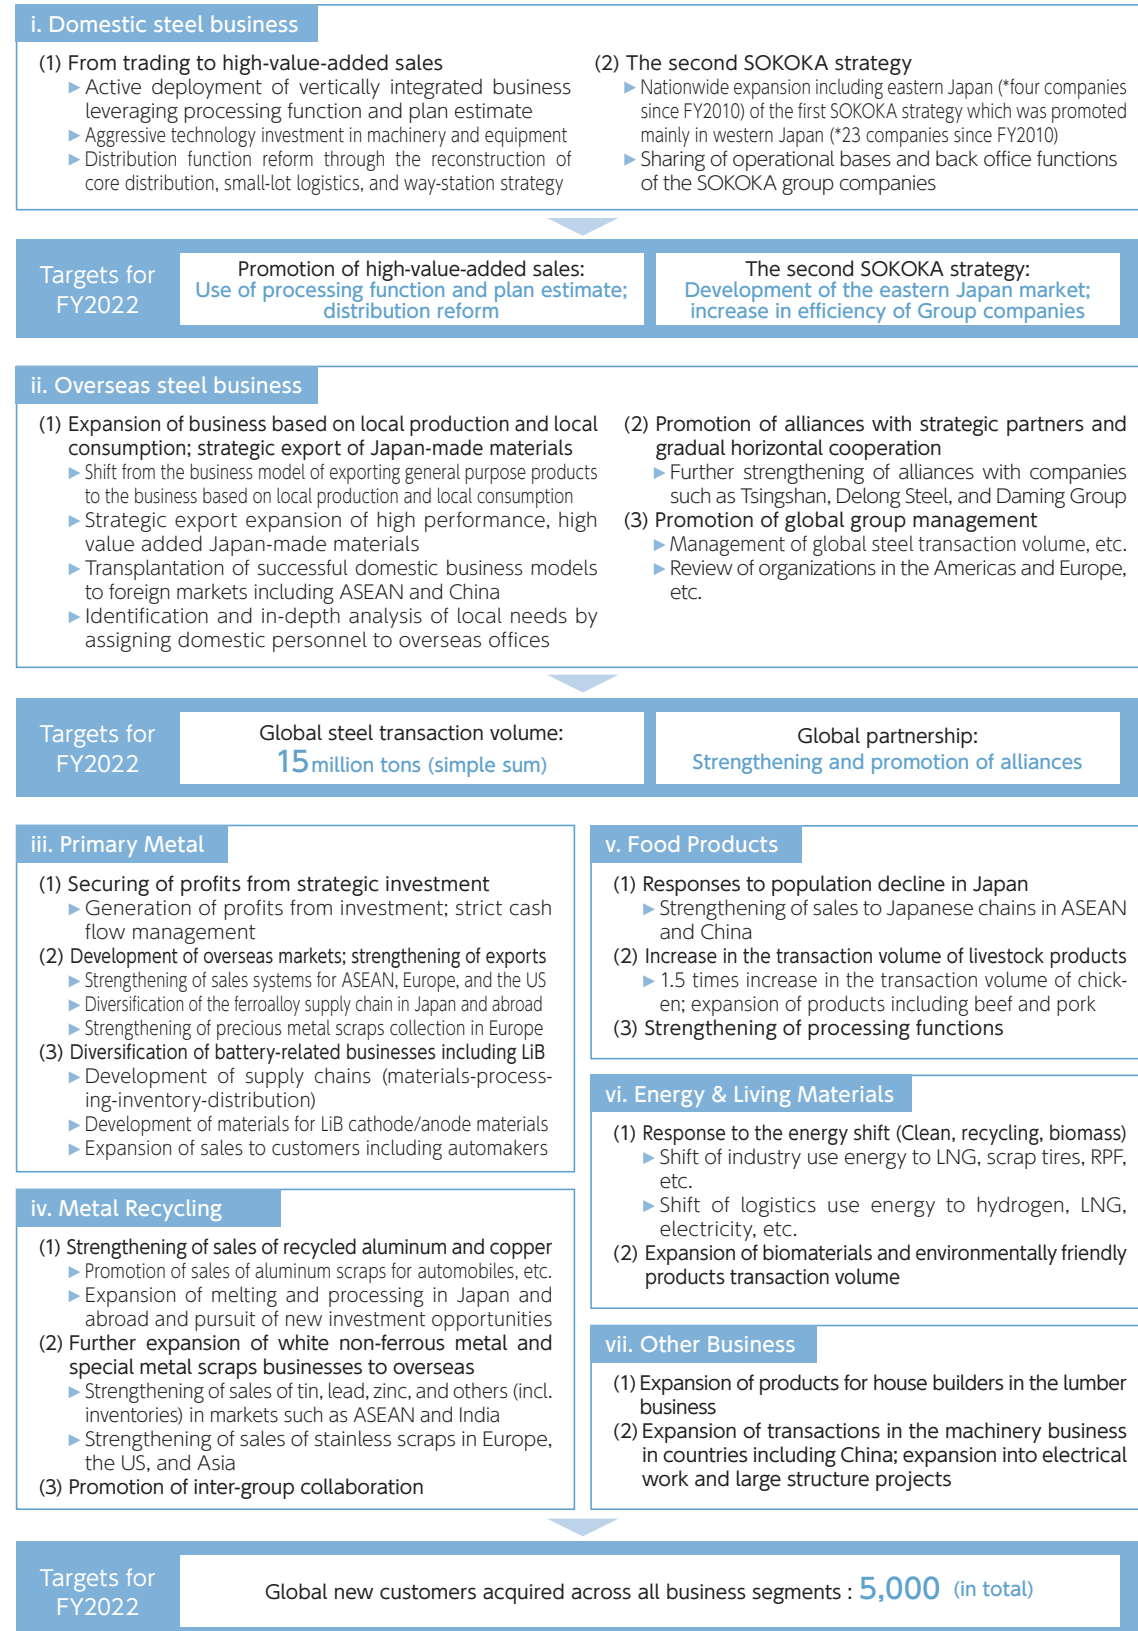 i. Domestic steel business
(1) From trading to high-value-added sales
▶ Active deployment of vertically integrated business
leveraging processing function and plan estimate
▶ Aggressive technology investment in machinery and equipment
▶ Distribution function reform through the reconstruction of
core distribution, small-lot logistics, and way-station strategy
(2) The second SOKOKA strategy
▶ Nationwide expansion including eastern Japan (*four companies
since FY2010) of the first SOKOKA strategy which was promoted
mainly in western Japan (*23 companies since FY2010)
▶ Sharing of operational bases and back office functions
of the SOKOKA group companies
Targets for
FY2022
Promotion of high-value-added sales:
Use of processing function and plan estimate;
distribution reform
The second SOKOKA strategy:
Development of the eastern Japan market;
increase in efficiency of Group companies
ii. Overseas steel business
(1) Expansion of business based on local production and local
consumption; strategic export of Japan-made materials
▶ Shift from the business model of exporting general purpose products
to the business based on local production and local consumption
▶ Strategic export expansion of high performance, high
value added Japan-made materials
▶ Transplantation of successful domestic business models
to foreign markets including ASEAN and China
▶ Identification and in-depth analysis of local needs by
assigning domestic personnel to overseas offices
(2) Promotion of alliances with strategic partners and
gradual horizontal cooperation
▶ Further strengthening of alliances with companies
such as Tsingshan, Delong Steel, and Daming Group
(3) Promotion of global group management
▶ Management of global steel transaction volume, etc.
▶ Review of organizations in the Americas and Europe,
etc.
Targets for
FY2022
Global steel transaction volume:
15 million tons (simple sum)
Global partnership:
Strengthening and promotion of alliances
iii. Primary Metal
(1) Securing of profits from strategic investment
▶ Generation of profits from investment; strict cash
flow management
(2) Development of overseas markets; strengthening of exports
▶ Strengthening of sales systems for ASEAN, Europe, and the US
▶ Diversification of the ferroalloy supply chain in Japan and abroad
▶ Strengthening of precious metal scraps collection in Europe
(3) Diversification of battery-related businesses including LiB
▶ Development of supply chains (materials-process-
ing-inventory-distribution)
▶ Development of materials for LiB cathode/anode materials
▶ Expansion of sales to customers including automakers
iv. Metal Recycling
(1) Strengthening of sales of recycled aluminum and copper
▶ Promotion of sales of aluminum scraps for automobiles, etc.
▶ Expansion of melting and processing in Japan and
abroad and pursuit of new investment opportunities
(2) Further expansion of white non-ferrous metal and
special metal scraps businesses to overseas
▶ Strengthening of sales of tin, lead, zinc, and others (incl.
inventories) in markets such as ASEAN and India
▶ Strengthening of sales of stainless scraps in Europe,
the US, and Asia
(3) Promotion of inter-group collaboration
v. Food Products
(1) Responses to population decline in Japan
▶ Strengthening of sales to Japanese chains in ASEAN
and China
(2) Increase in the transaction volume of livestock products
▶ 1.5 times increase in the transaction volume of chick-
en; expansion of products including beef and pork
(3) Strengthening of processing functions
vi. Energy & Living Materials
(1) Response to the energy shift (Clean, recycling, biomass)
▶ Shift of industry use energy to LNG, scrap tires, RPF,
etc.
▶ Shift of logistics use energy to hydrogen, LNG,
electricity, etc.
(2) Expansion of biomaterials and environmentally friendly
products transaction volume
vii. Other Business
(1) Expansion of products for house builders in the lumber
business
(2) Expansion of transactions in the machinery business
in countries including China; expansion into electrical
work and large structure projects
Targets for
FY2022
Global new customers acquired across all business segments : 5,000 (in total)